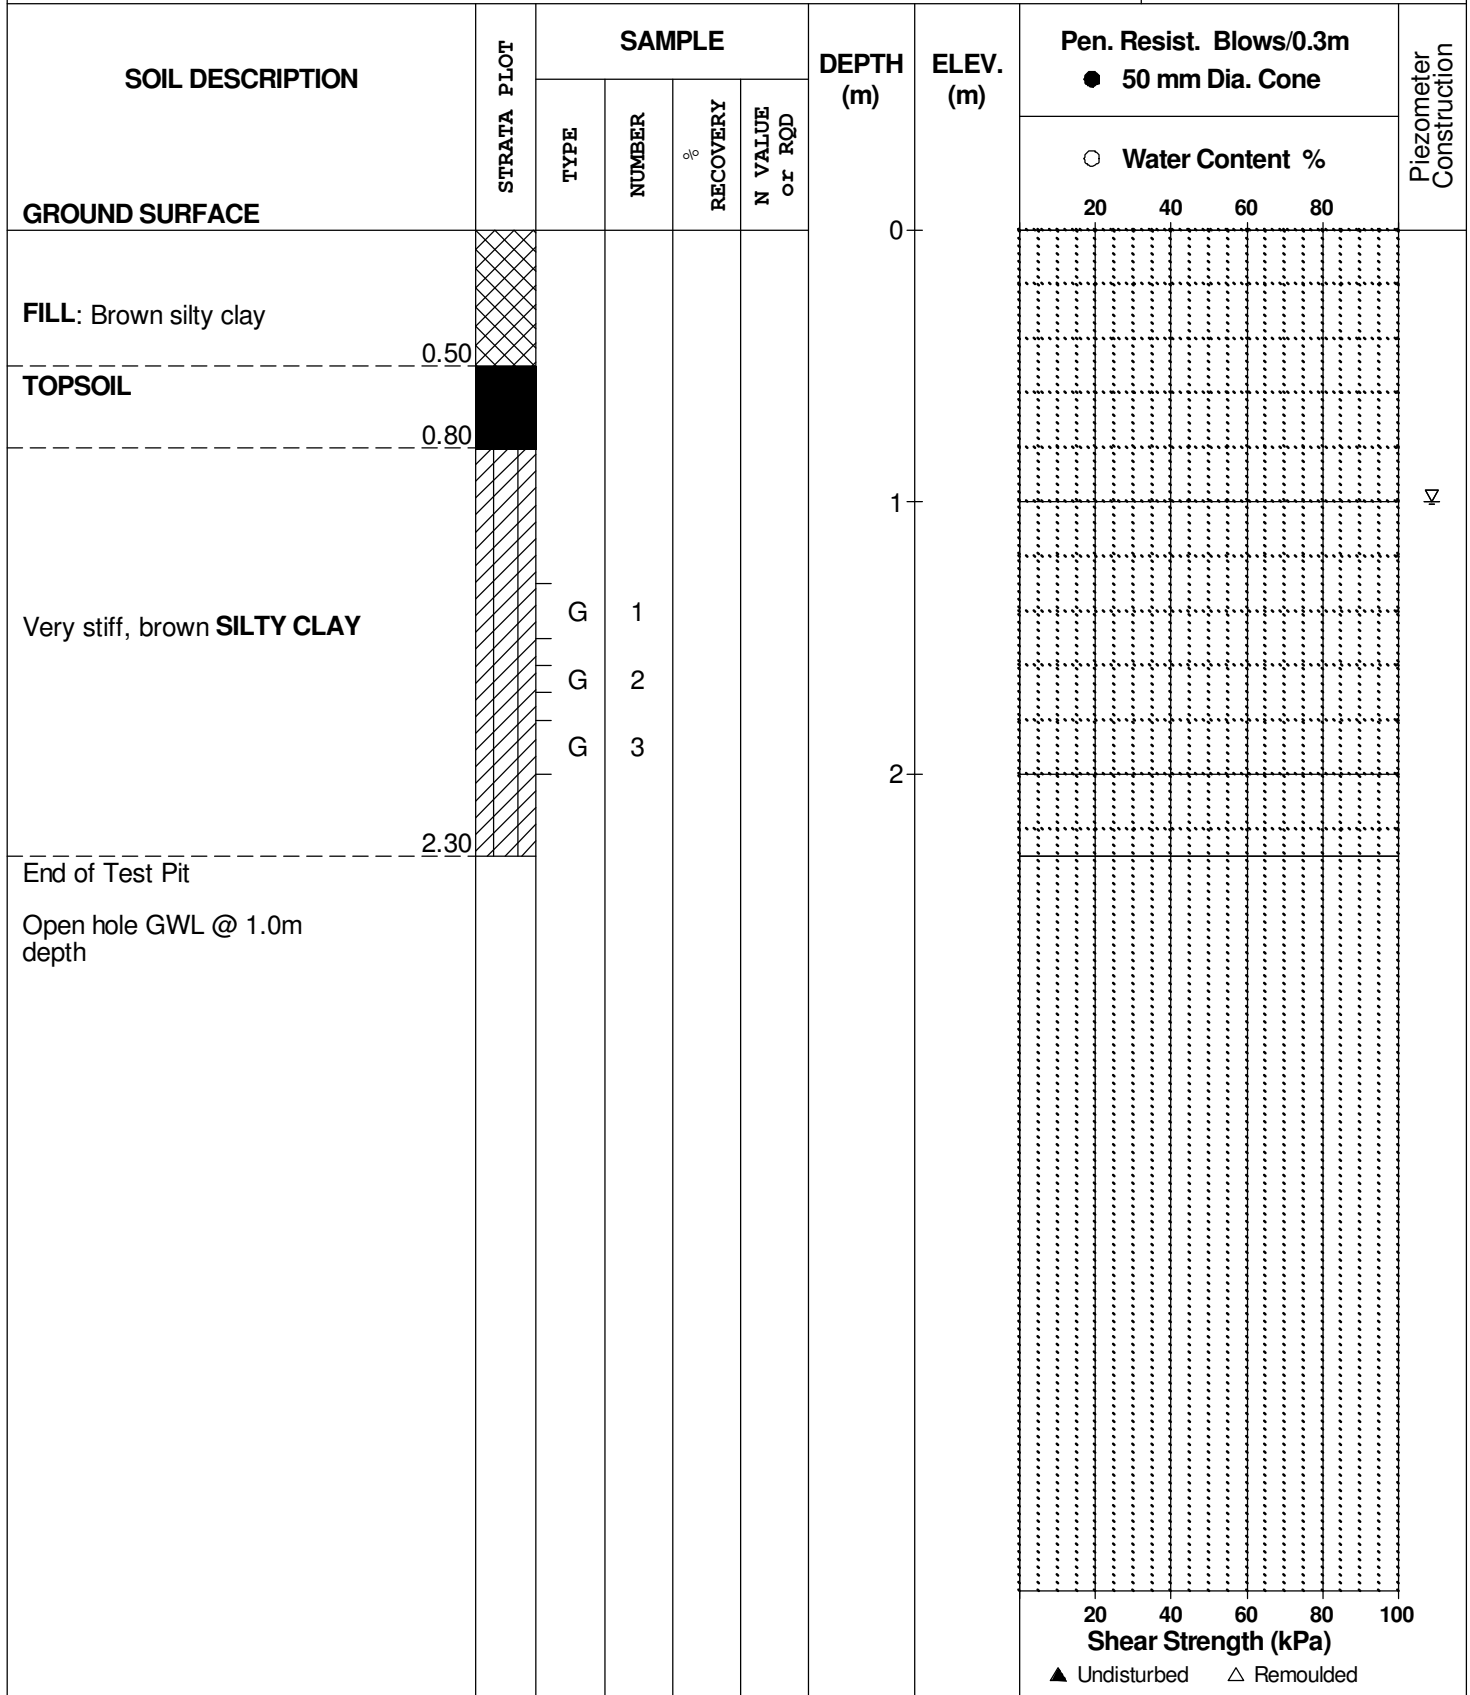 SOIL DESCRIPTION
GROUND SURFACE
STRATA PLOT
SAMPLE
TYPE
NUMBER
%
RECOVERY
N VALUE
or RQD
DEPTH
(m)
ELEV.
(m)
Pen. Resist. Blows/0.3m
● 50 mm Dia. Cone
○ Water Content %
20 40 60 80
Piezometer
Construction
0
FILL: Brown silty clay
0.50
TOPSOIL
0.80
1
Very stiff, brown SILTY CLAY
G 1
G 2
G 3
2
2.30
End of Test Pit
Open hole GWL @ 1.0m
depth
20 40 60 80 100
Shear Strength (kPa)
▲ Undisturbed △ Remoulded